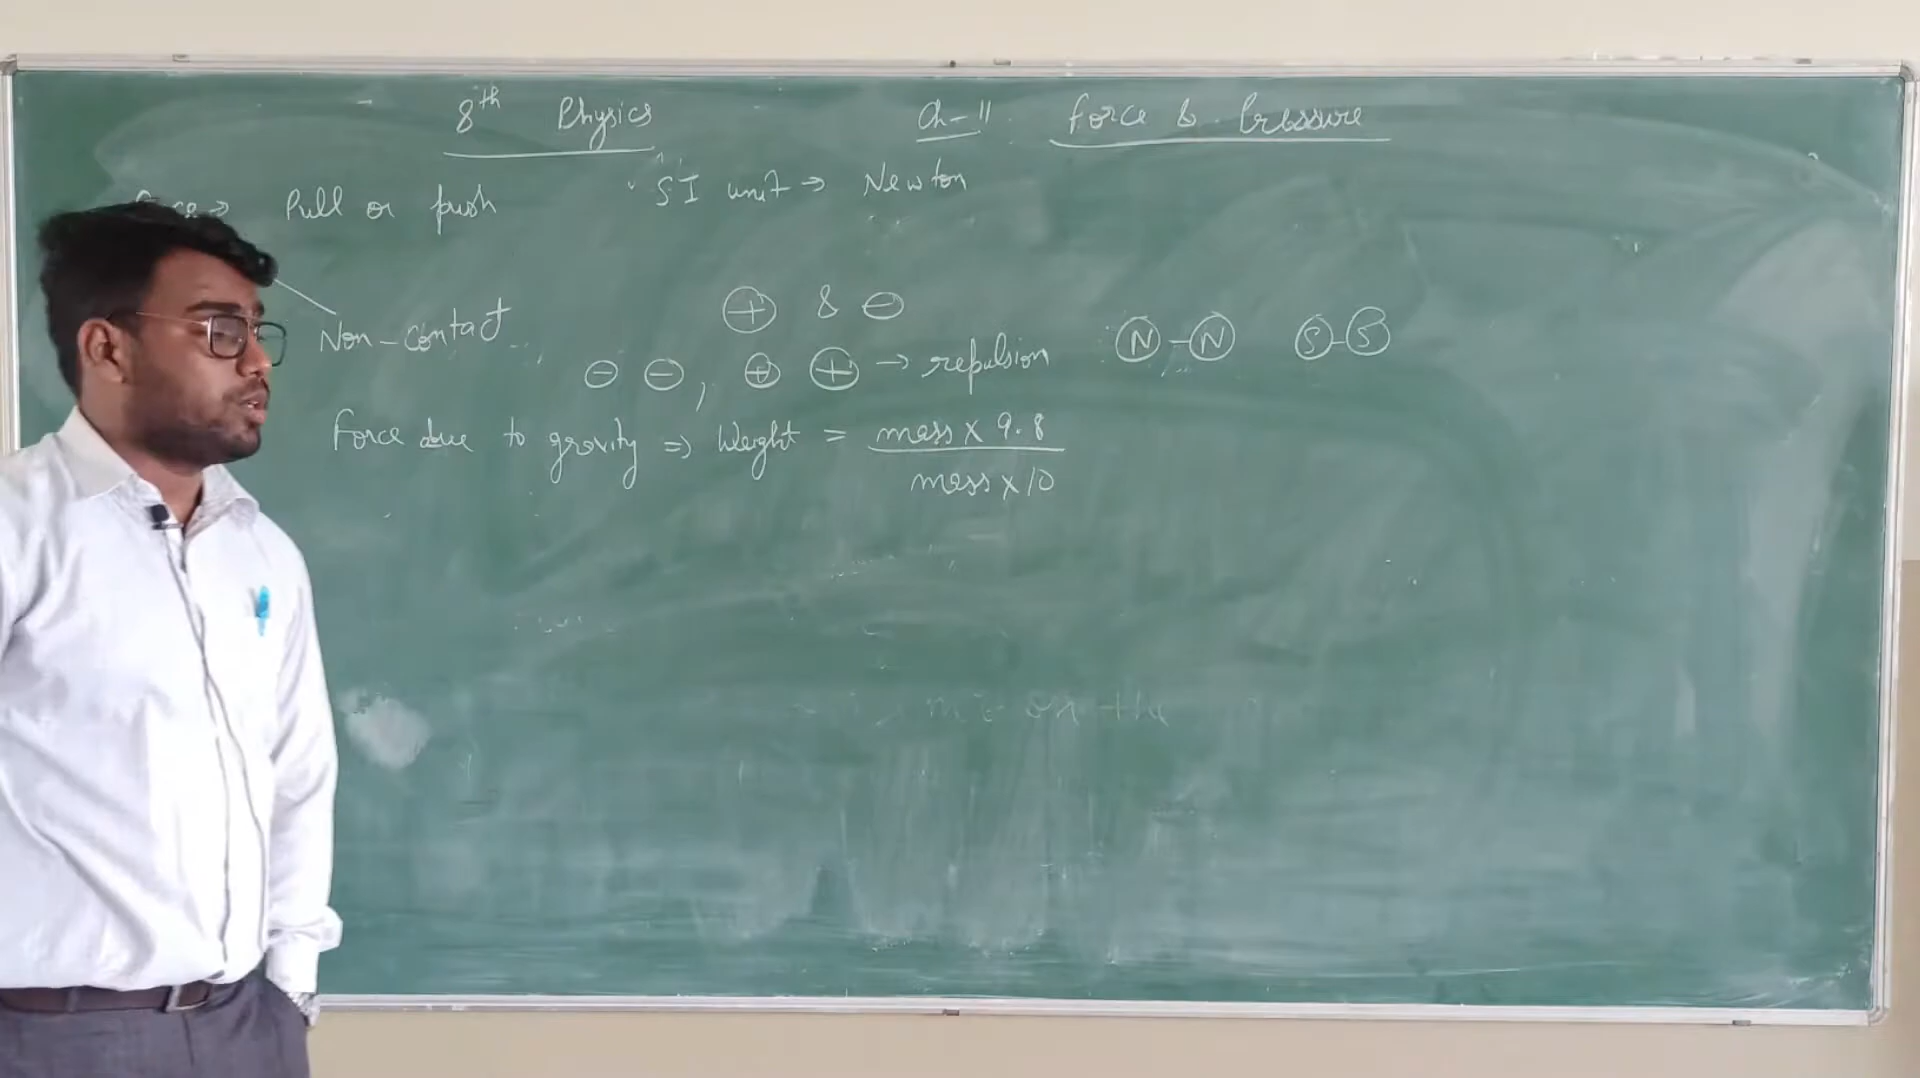 8th Physics Ch-11 Force & Pressure
Pull or push SI unit → Newton
Non-contact
⊕ & ⊖
⊖ ⊖, ⊕ ⊕ → repulsion N-N S-S
Force due to gravity ⇒ Weight = mass x 9.8
mass x 10